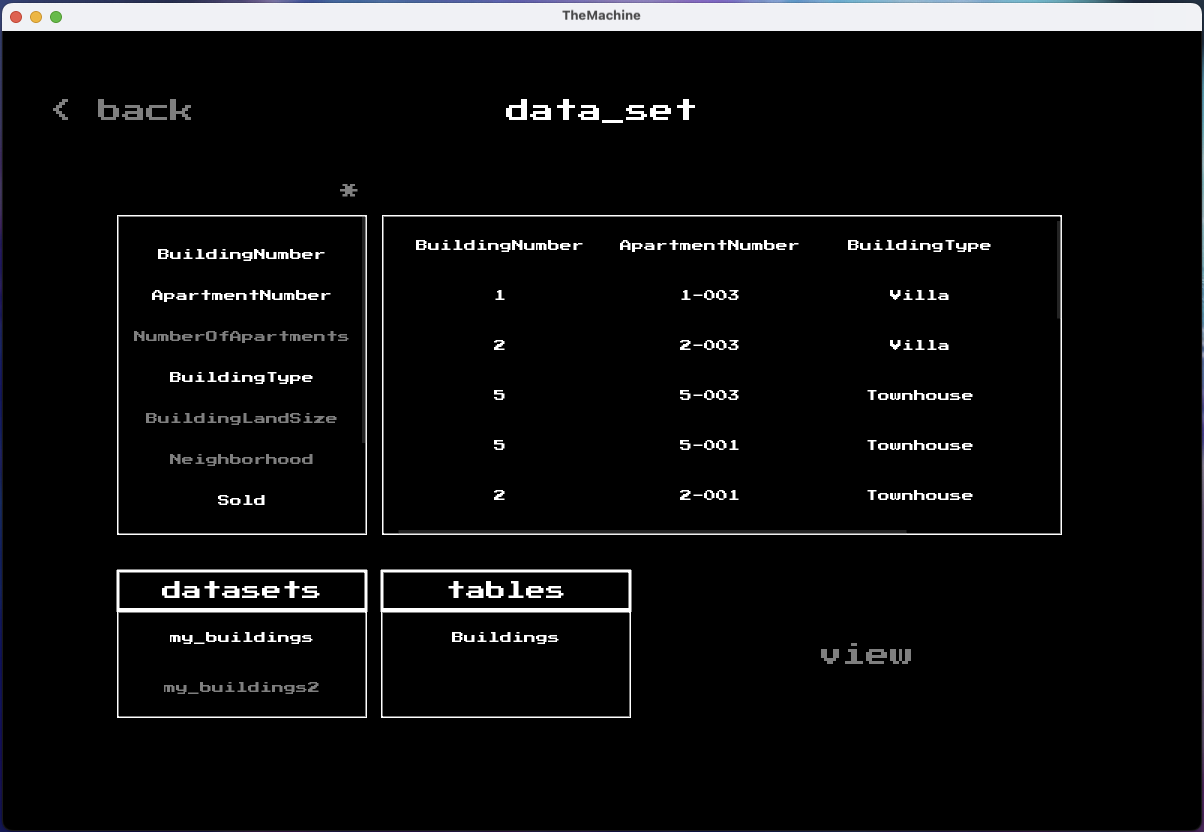 TheMachine
< back
data_set
*
BuildingNumber
ApartmentNumber
NumberOfApartments
BuildingType
BuildingLandSize
Neighborhood
Sold
BuildingNumber ApartmentNumber BuildingType
1 1-003 Villa
2 2-003 Villa
5 5-003 Townhouse
5 5-001 Townhouse
2 2-001 Townhouse
datasets
my_buildings
my_buildings2
tables
Buildings
view